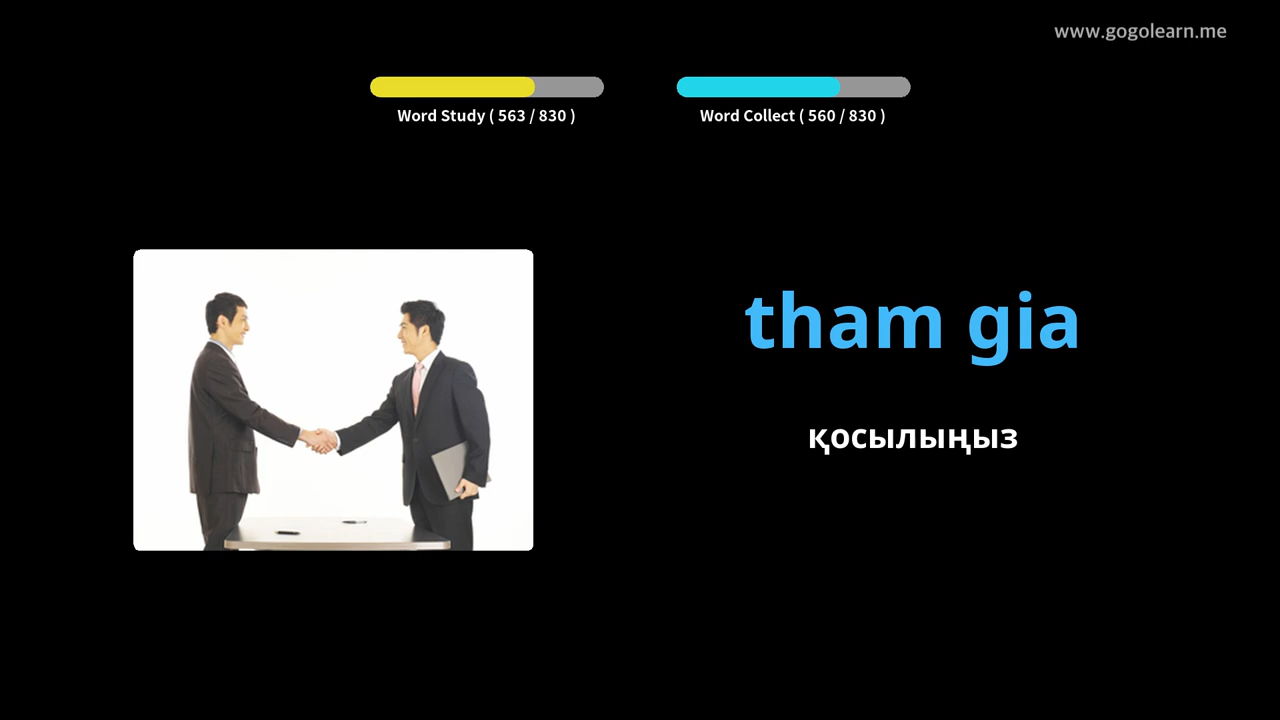 www.gogolearn.me
Word Study ( 563 / 830 )
Word Collect ( 560 / 830 )
tham gia
қосылыңыз